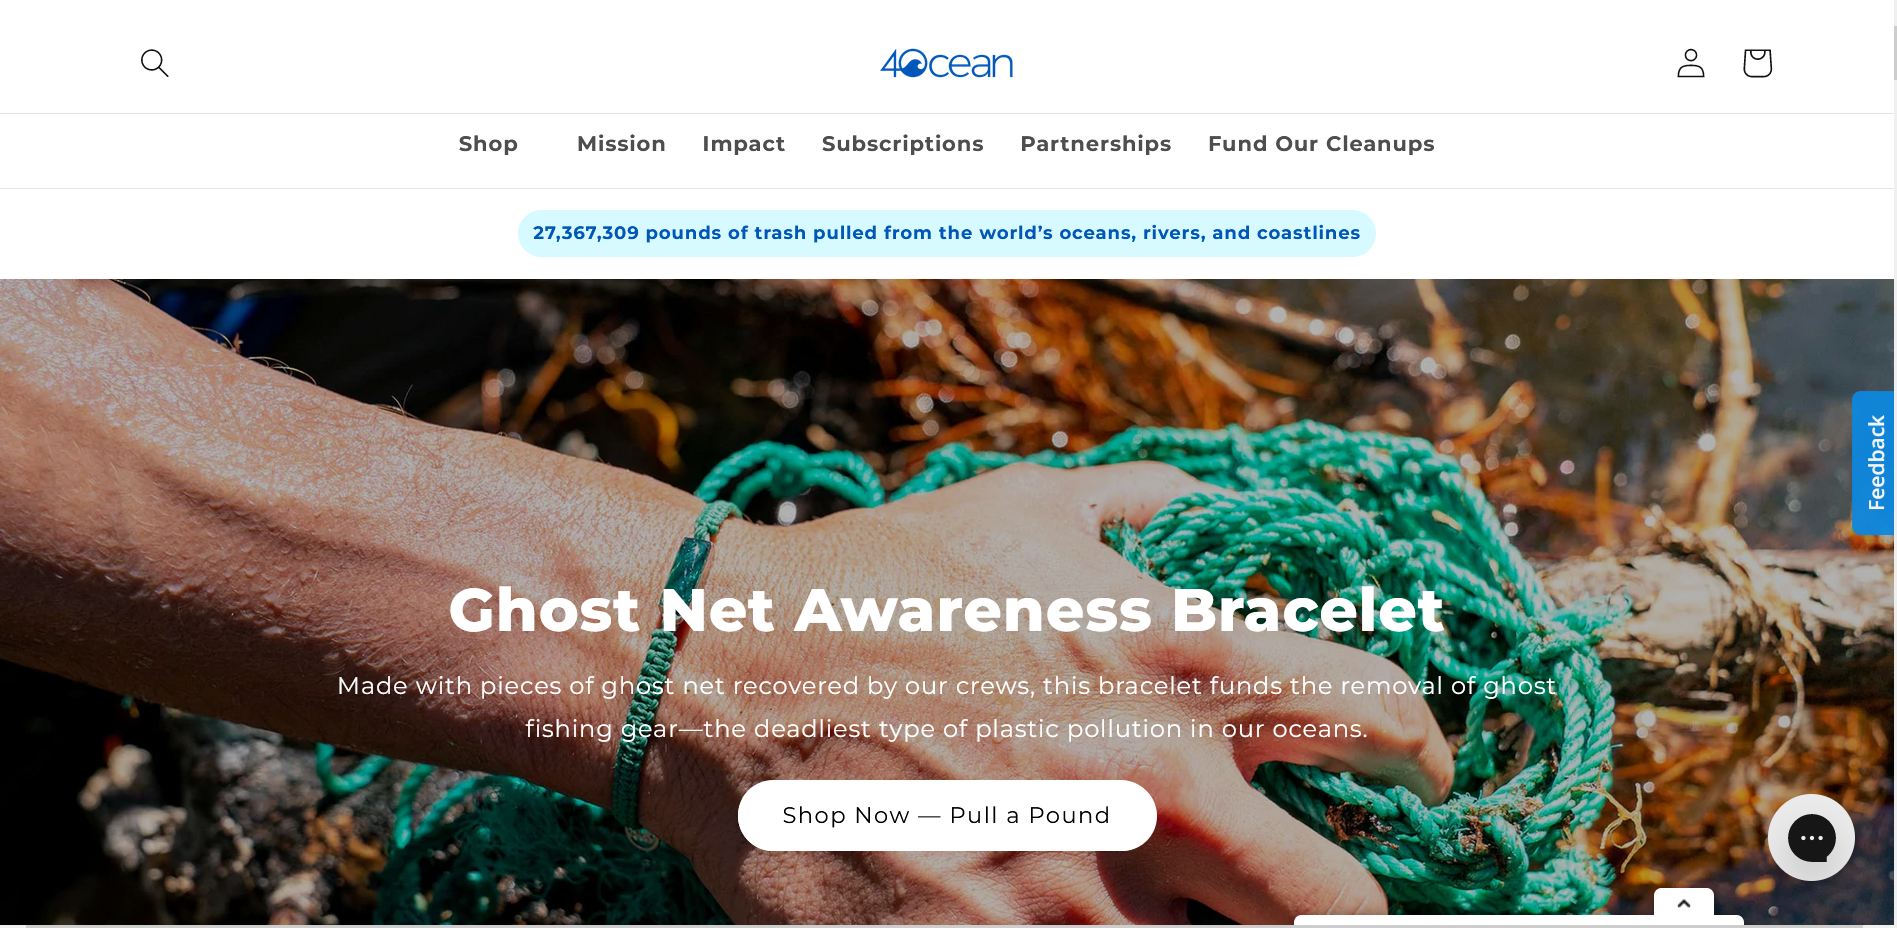 4Ocean
Shop Mission Impact Subscriptions Partnerships Fund Our Cleanups
27,367,309 pounds of trash pulled from the world’s oceans, rivers, and coastlines
Feedback
Ghost Net Awareness Bracelet
Made with pieces of ghost net recovered by our crews, this bracelet funds the removal of ghost
fishing gear—the deadliest type of plastic pollution in our oceans.
Shop Now — Pull a Pound